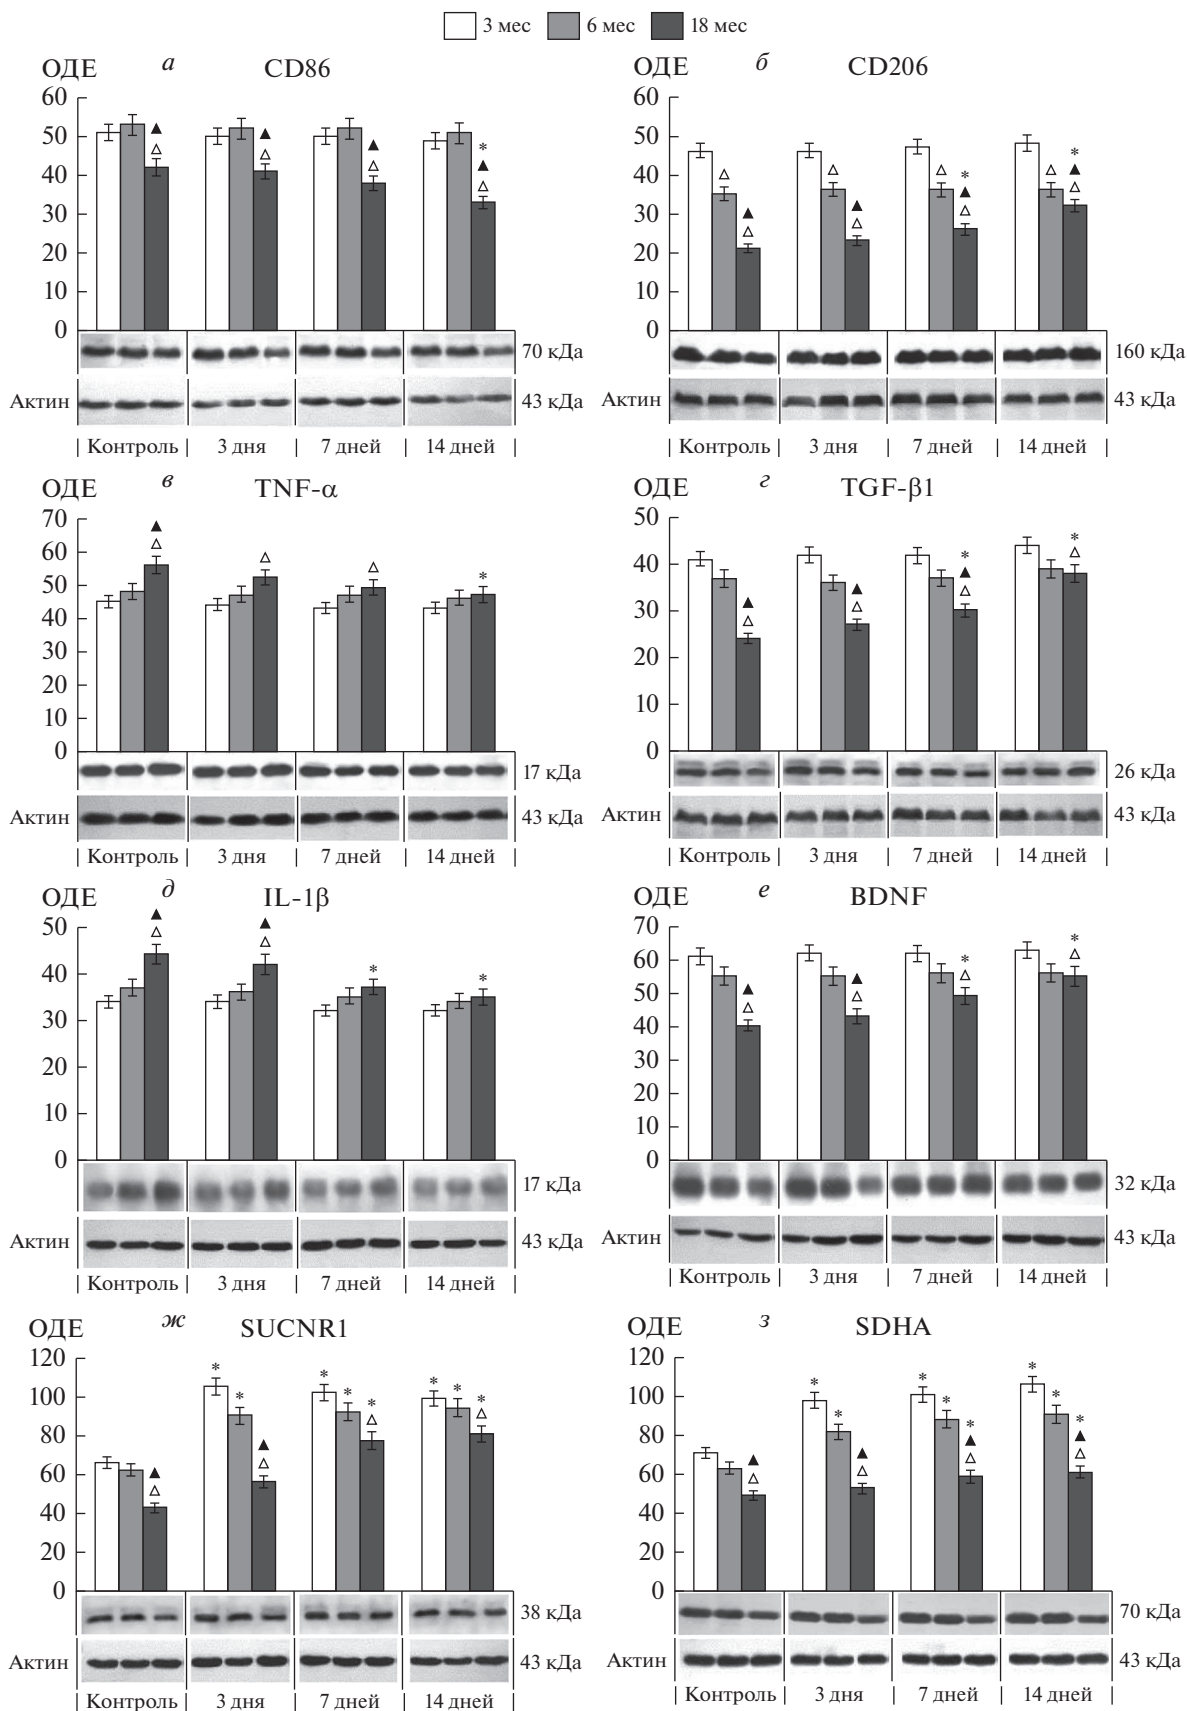 3 мес 6 мес 18 мес
ОДЕ а CD86
60
50
40
30
20
10
0
▲ △ ▲ △ ▲ △ * ▲ △
70 кДа
Актин 43 кДа
Контроль | 3 дня | 7 дней | 14 дней
ОДЕ б CD206
60
50
40
30
20
10
0
△ ▲ △ △ ▲ △ △ * ▲ △ △ * ▲ △
160 кДа
Актин 43 кДа
Контроль | 3 дня | 7 дней | 14 дней
ОДЕ в TNF-α
70
60
50
40
30
20
10
0
▲ △ △ △ *
17 кДа
Актин 43 кДа
Контроль | 3 дня | 7 дней | 14 дней
ОДЕ г TGF-β1
50
40
30
20
10
0
▲ △ ▲ △ * ▲ △ * △
26 кДа
Актин 43 кДа
Контроль | 3 дня | 7 дней | 14 дней
ОДЕ д IL-1β
50
40
30
20
10
0
▲ △ ▲ △ * *
17 кДа
Актин 43 кДа
Контроль | 3 дня | 7 дней | 14 дней
ОДЕ е BDNF
70
60
50
40
30
20
10
0
▲ △ ▲ △ * △ * △
32 кДа
Актин 43 кДа
Контроль | 3 дня | 7 дней | 14 дней
ОДЕ ж SUCNR1
120
100
80
60
40
20
0
▲ △ * * ▲ △ * * * △ * * * △
38 кДа
Актин 43 кДа
Контроль | 3 дня | 7 дней | 14 дней
ОДЕ з SDHA
120
100
80
60
40
20
0
▲ △ * * ▲ △ * * * ▲ △ * * * ▲ △
70 кДа
Актин 43 кДа
Контроль | 3 дня | 7 дней | 14 дней